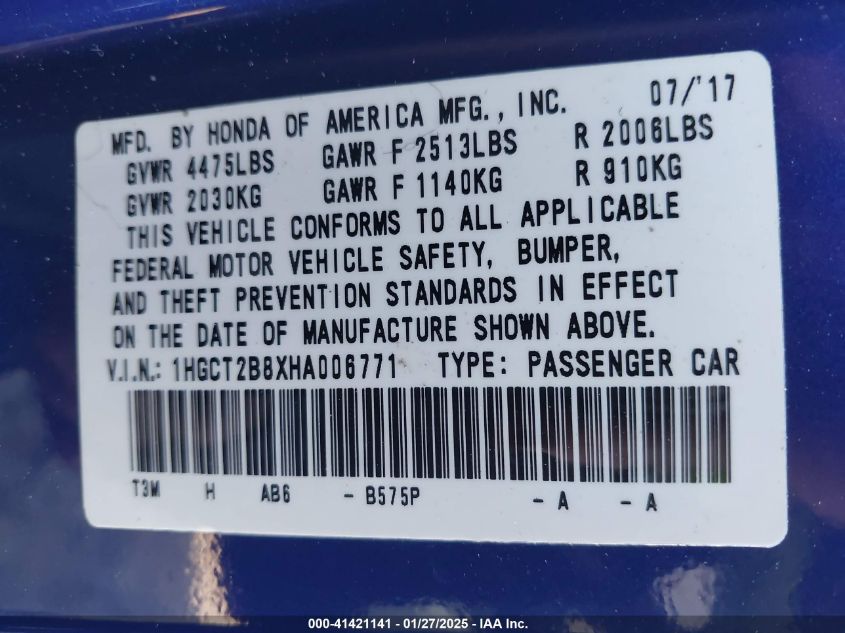 MFD. BY HONDA OF AMERICA MFG., INC. 07/'17
GVWR 4475LBS GAWR F 2513LBS R 2006LBS
GVWR 2030KG GAWR F 1140KG R 910KG
THIS VEHICLE CONFORMS TO ALL APPLICABLE
FEDERAL MOTOR VEHICLE SAFETY, BUMPER,
AND THEFT PREVENTION STANDARDS IN EFFECT
ON THE DATE OF MANUFACTURE SHOWN ABOVE.
V.I.N.: 1HGCT2B8XHA006771 TYPE: PASSENGER CAR
T3M H AB6 - B575P - A - A
000-41421141 - 01/27/2025 - IAA Inc.